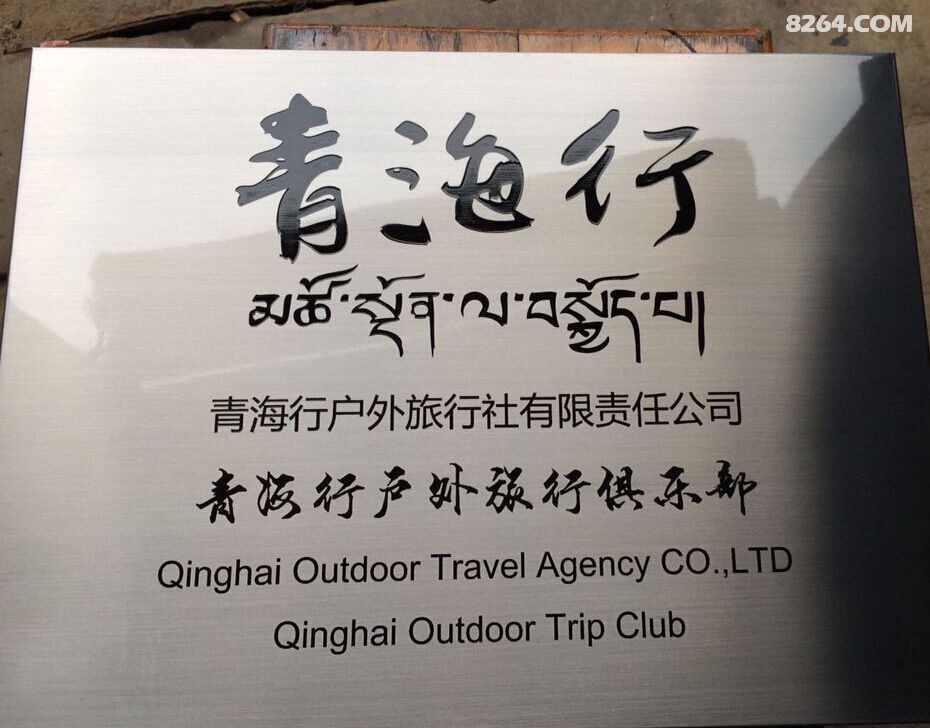 8264.COM
青海行
མཚོ་སྔོན་ལ་བསྐྱོད་པ།
青海行户外旅行社有限责任公司
青海行户外旅行俱乐部
Qinghai Outdoor Travel Agency CO.,LTD
Qinghai Outdoor Trip Club